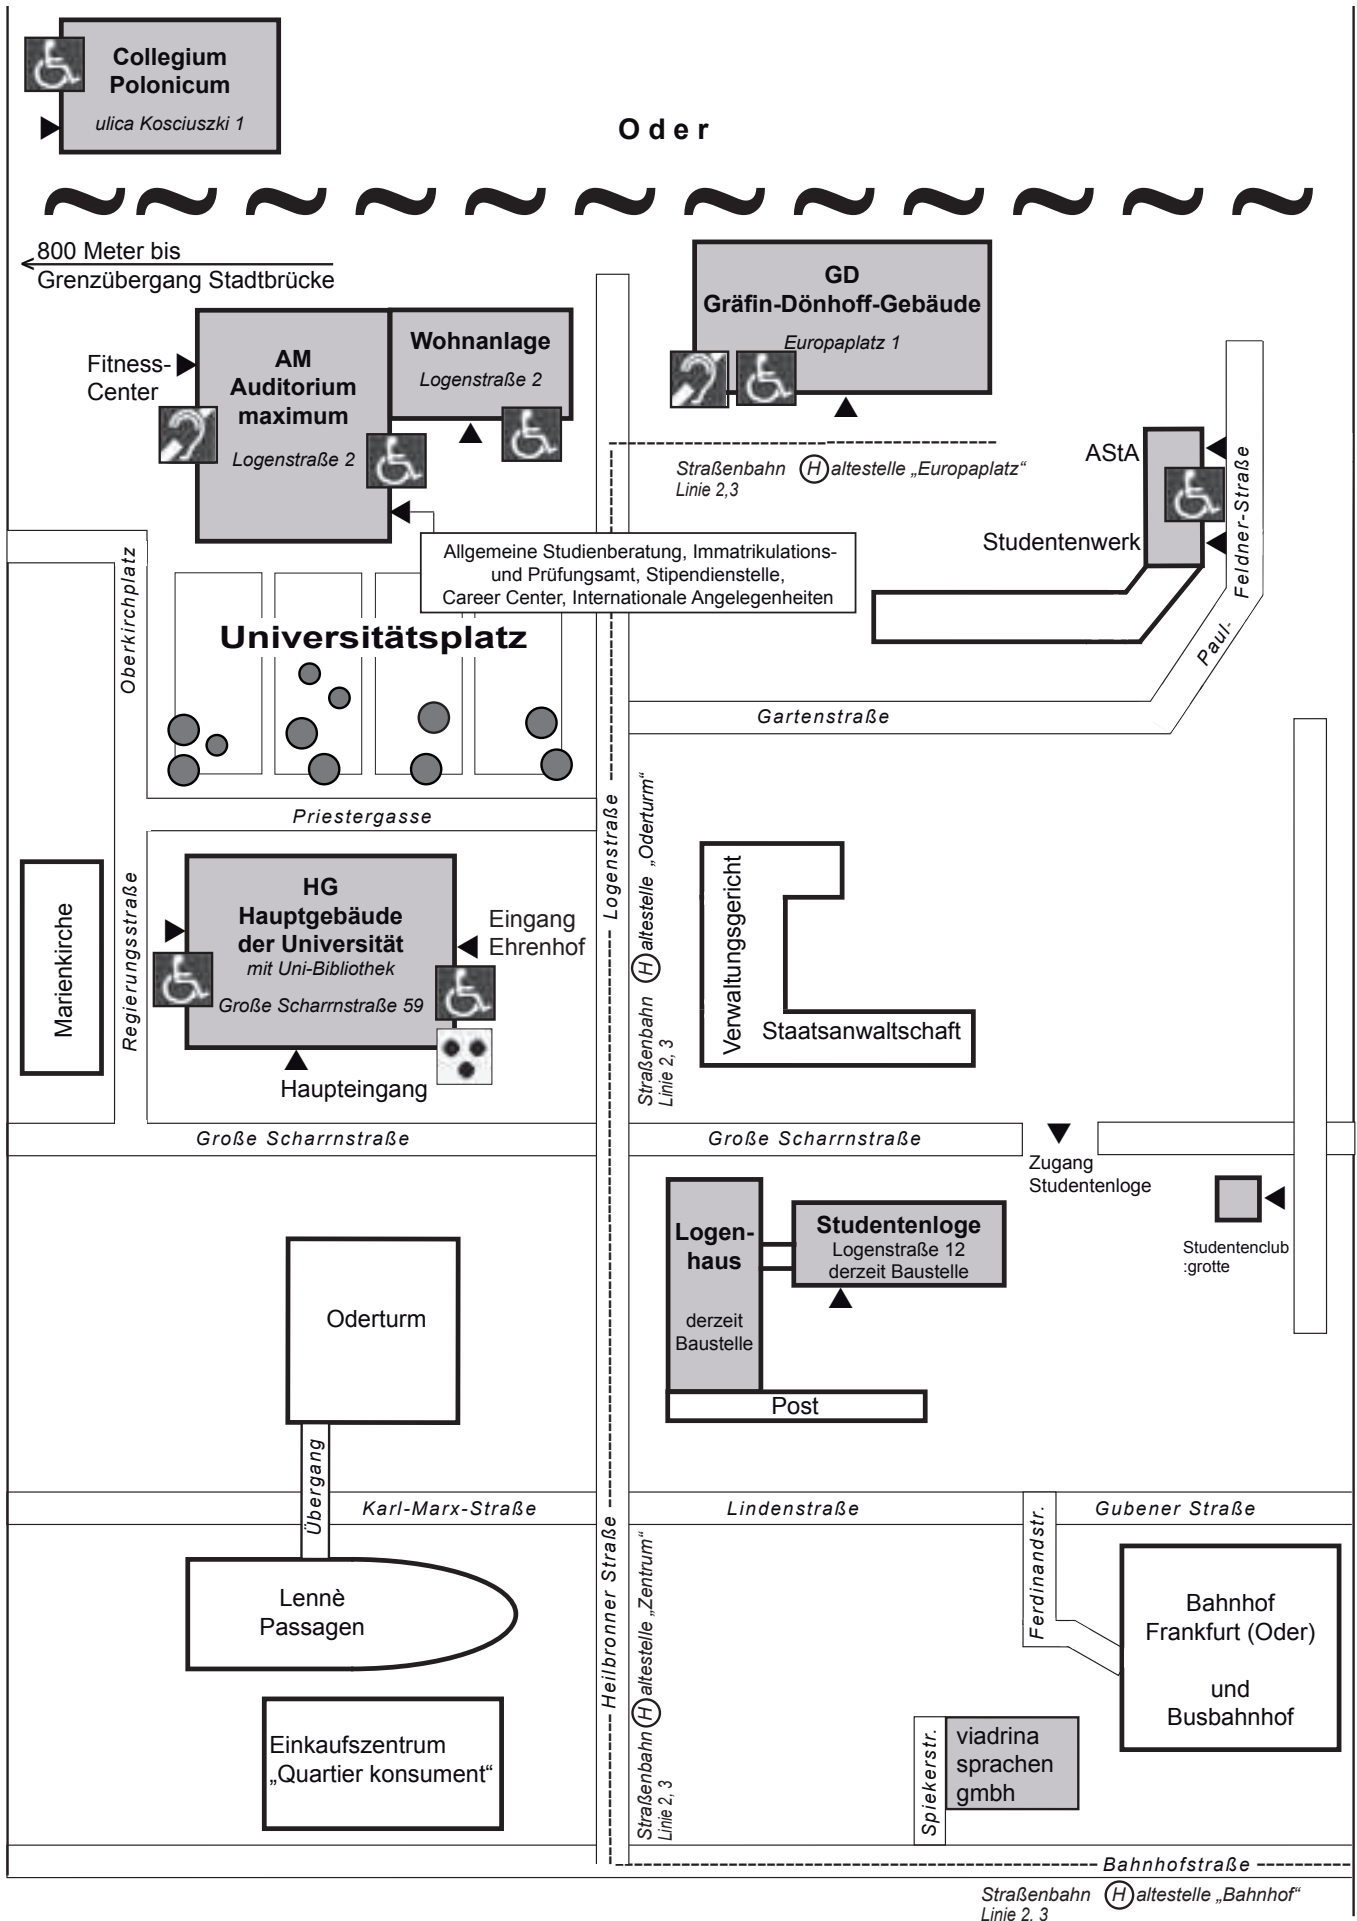 Collegium
Polonicum
ulica Kosciuszki 1
Oder
800 Meter bis
Grenzübergang Stadtbrücke
GD
Gräfin-Dönhoff-Gebäude
Europaplatz 1
Fitness-
Center
AM
Auditorium
maximum
Logenstraße 2
Wohnanlage
Logenstraße 2
Straßenbahn (H)altestelle „Europaplatz“
Linie 2,3
AStA
Studentenwerk
Paul-
Feldner-Straße
Allgemeine Studienberatung, Immatrikulations-
und Prüfungsamt, Stipendienstelle,
Career Center, Internationale Angelegenheiten
Oberkirchplatz
Universitätsplatz
Gartenstraße
Priestergasse
Logenstraße
Straßenbahn (H)altestelle „Oderturm“
Linie 2, 3
Marienkirche
Regierungsstraße
HG
Hauptgebäude
der Universität
mit Uni-Bibliothek
Große Scharrnstraße 59
Eingang
Ehrenhof
Haupteingang
Verwaltungsgericht
Staatsanwaltschaft
Große Scharrnstraße
Große Scharrnstraße
Zugang
Studentenloge
Logen-
haus
derzeit
Baustelle
Studentenloge
Logenstraße 12
derzeit Baustelle
Studentenclub
:grotte
Oderturm
Post
Übergang
Karl-Marx-Straße
Lindenstraße
Gubener Straße
Ferdinandstr.
Lennè
Passagen
Heilbronner Straße
Straßenbahn (H)altestelle „Zentrum“
Linie 2, 3
Bahnhof
Frankfurt (Oder)
und
Busbahnhof
Einkaufszentrum
„Quartier konsument“
Spiekerstr.
viadrina
sprachen
gmbh
Bahnhofstraße
Straßenbahn (H)altestelle „Bahnhof“
Linie 2, 3